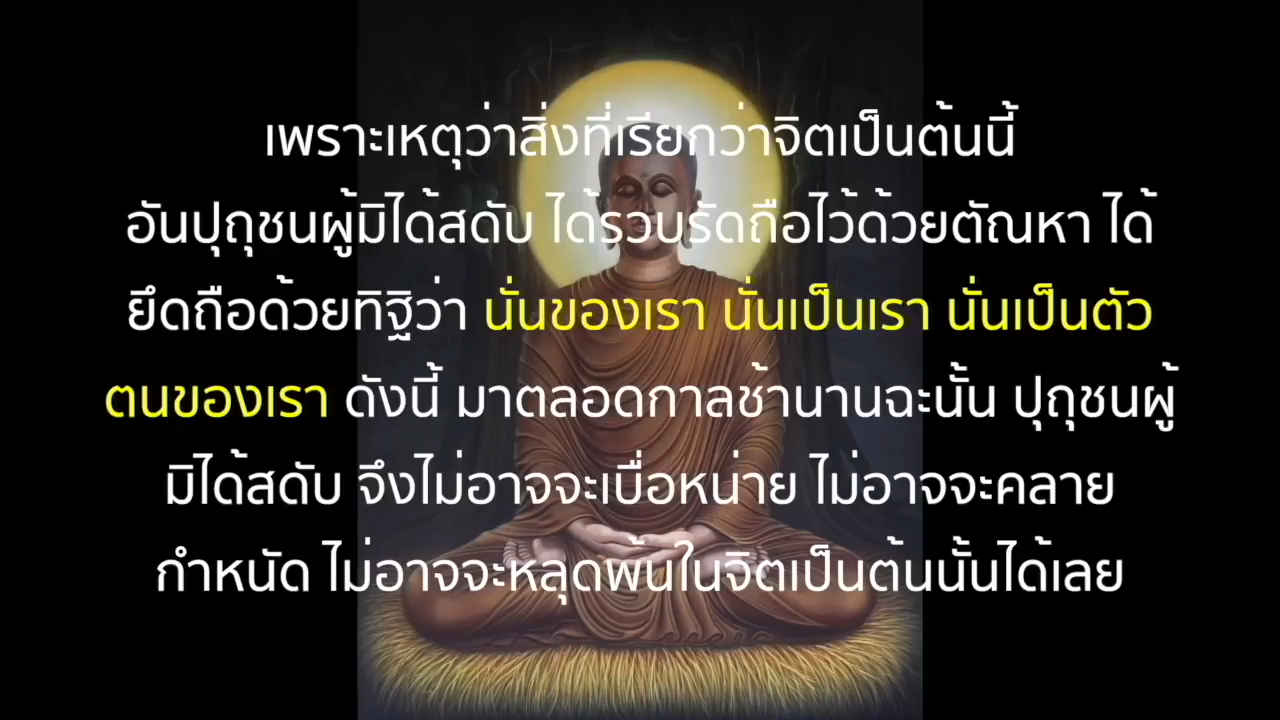 เพราะเหตุว่าสิ่งที่เรียกว่าจิตเป็นต้นนี้
อันปุถุชนผู้มิได้สดับ ได้รวบรัดถือไว้ด้วยตัณหา ได้
ยึดถือด้วยทิฐิว่า นั่นของเรา นั่นเป็นเรา นั่นเป็นตัว
ตนของเรา ดังนี้ มาตลอดกาลช้านานฉะนั้น ปุถุชนผู้
มิได้สดับ จึงไม่อาจจะเบื่อหน่าย ไม่อาจจะคลาย
กำหนัด ไม่อาจจะหลุดพ้นในจิตเป็นต้นนั้นได้เลย